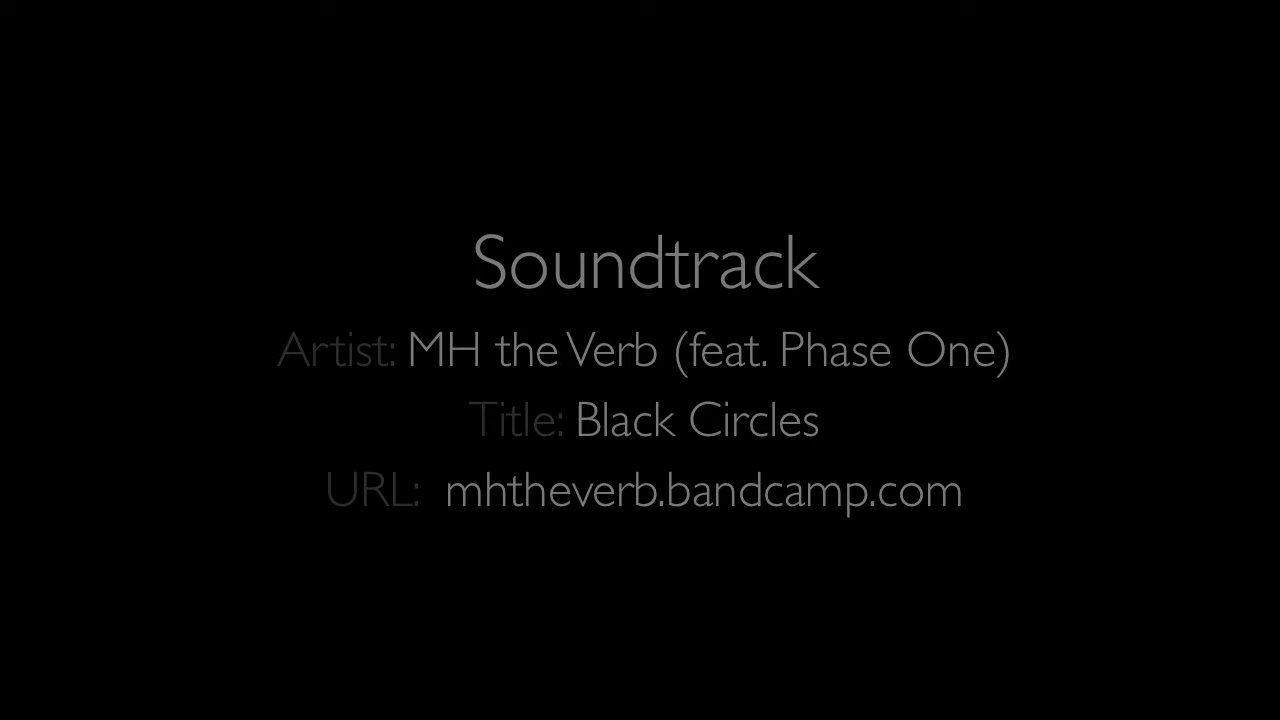 Soundtrack
Artist: MH the Verb (feat. Phase One)
Title: Black Circles
URL: mhtheverb.bandcamp.com